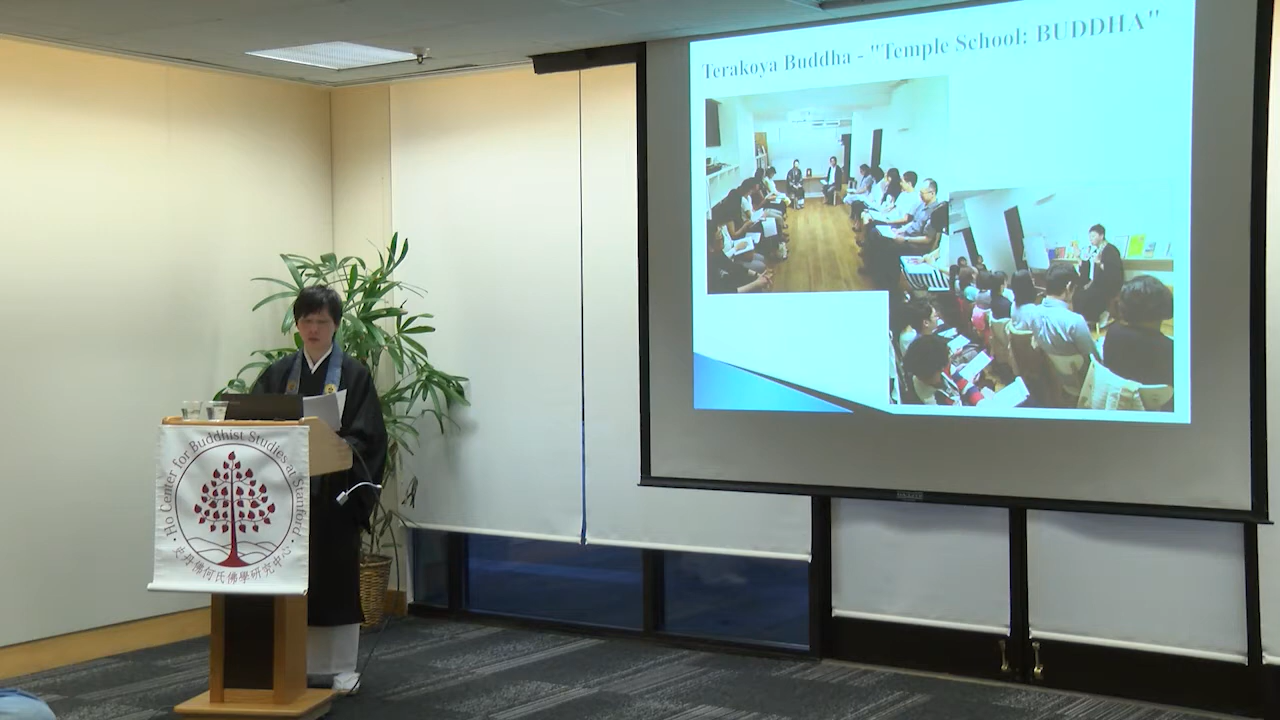 Terakoya Buddha - "Temple School: BUDDHA"
Ho Center for Buddhist Studies at Stanford
史丹佛何氏佛學研究中心